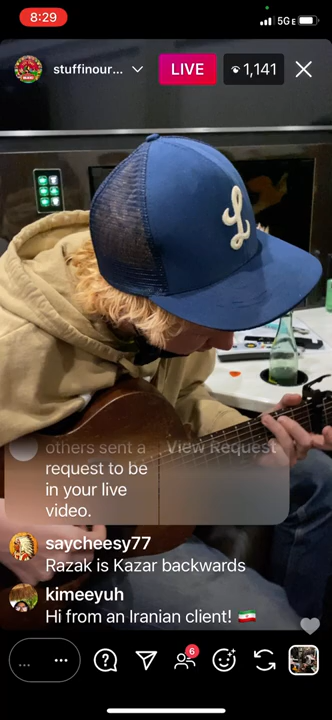 8:29
5GE
stuffinour...
LIVE
1,141
L
others sent a
View Request
request to be
in your live
video.
saycheesy77
Razak is Kazar backwards
kimeeyuh
Hi from an Iranian client! 🇮🇷
...
6